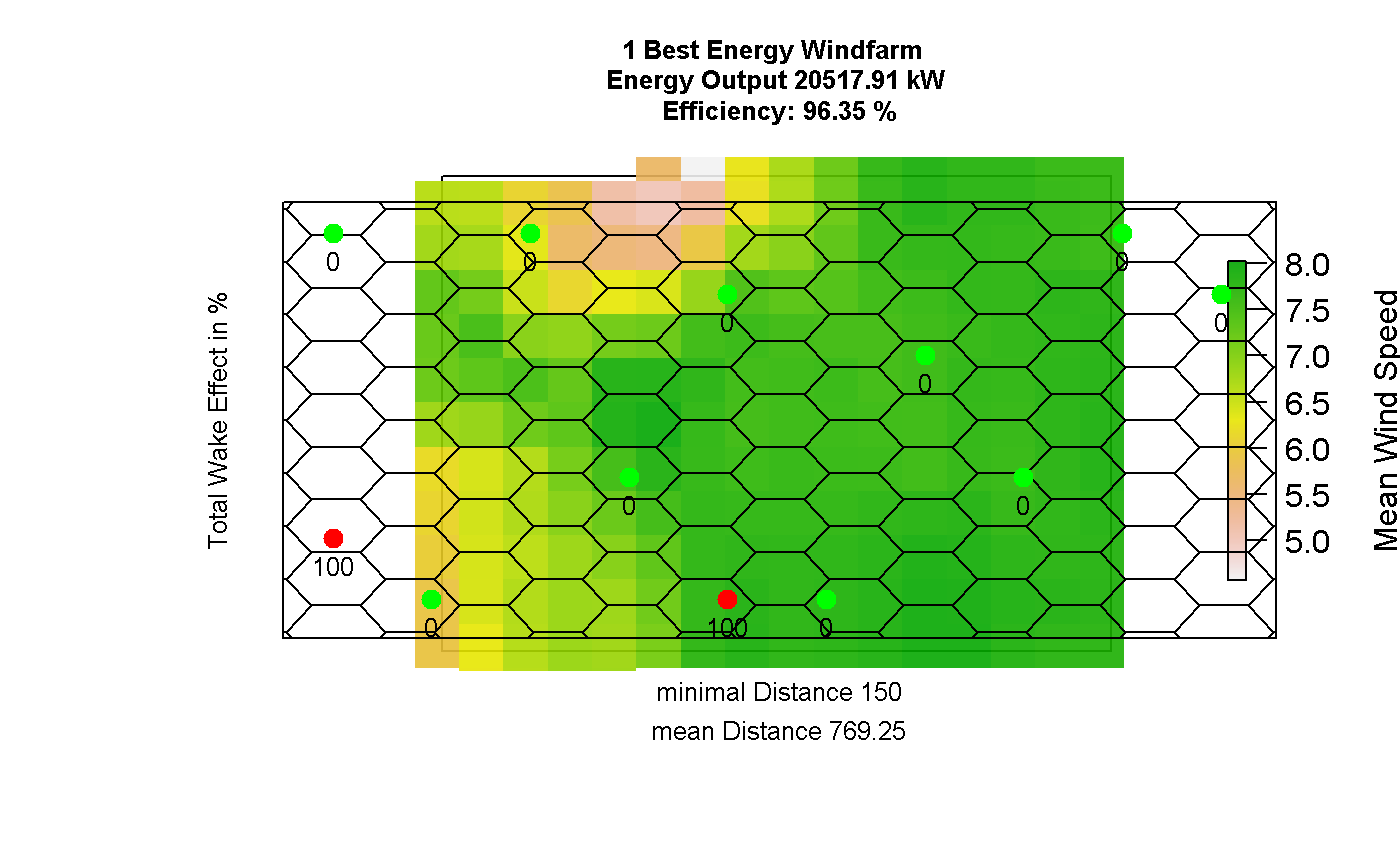 1 Best Energy Windfarm
Energy Output 20517.91 kW
Efficiency: 96.35 %
0
0
0
0
0
0
0
0
0
100
0
100
0
Total Wake Effect in %
8.0
7.5
7.0
6.5
6.0
5.5
5.0
Mean Wind Speed
minimal Distance 150
mean Distance 769.25